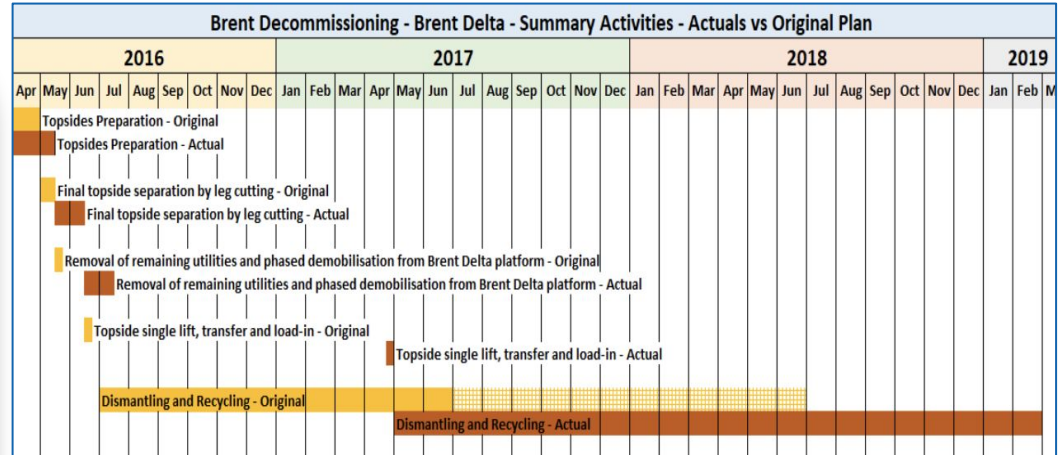 Brent Decommissioning - Brent Delta - Summary Activities - Actuals vs Original Plan
2016 2017 2018 2019
Apr May Jun Jul Aug Sep Oct Nov Dec Jan Feb Mar Apr May Jun Jul Aug Sep Oct Nov Dec Jan Feb Mar Apr May Jun Jul Aug Sep Oct Nov Dec Jan Feb M
Topsides Preparation - Original
Topsides Preparation - Actual
Final topside separation by leg cutting - Original
Final topside separation by leg cutting - Actual
Removal of remaining utilities and phased demobilisation from Brent Delta platform - Original
Removal of remaining utilities and phased demobilisation from Brent Delta platform - Actual
Topside single lift, transfer and load-in - Original
Topside single lift, transfer and load-in - Actual
Dismantling and Recycling - Original
Dismantling and Recycling - Actual